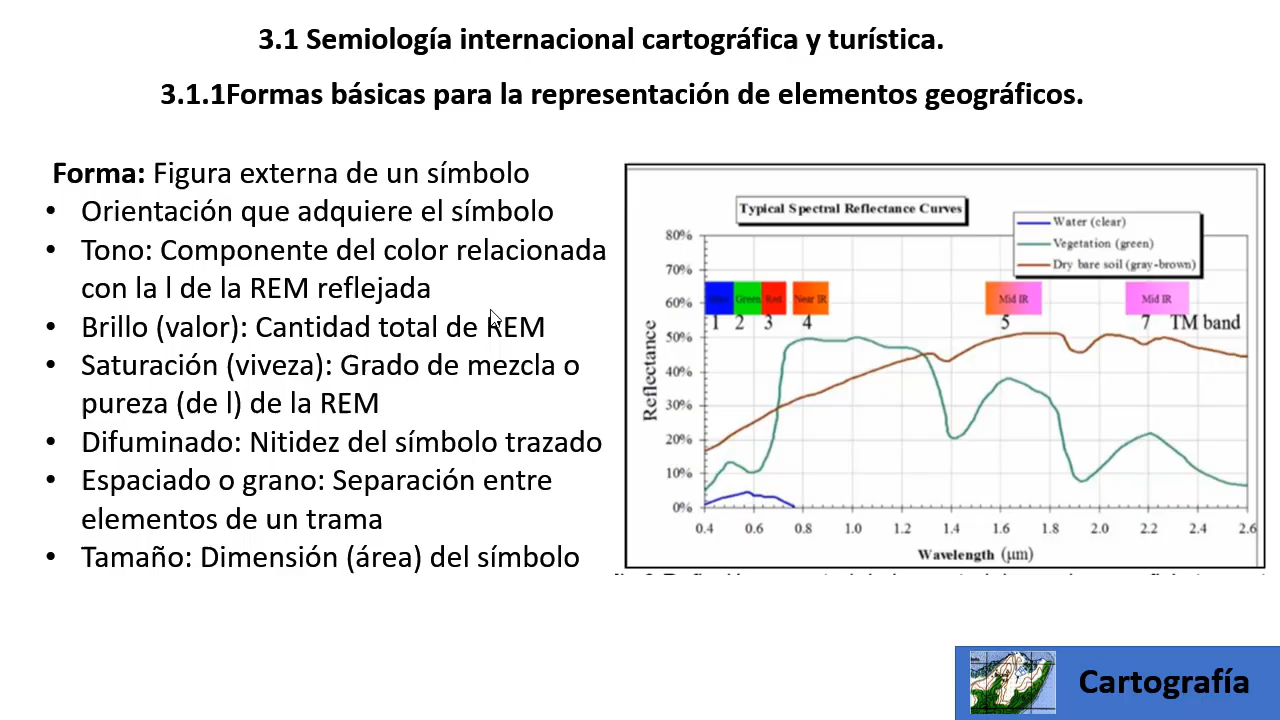 3.1 Semiología internacional cartográfica y turística.
3.1.1Formas básicas para la representación de elementos geográficos.
Forma: Figura externa de un símbolo
• Orientación que adquiere el símbolo
• Tono: Componente del color relacionada
con la l de la REM reflejada
• Brillo (valor): Cantidad total de REM
• Saturación (viveza): Grado de mezcla o
pureza (de l) de la REM
• Difuminado: Nitidez del símbolo trazado
• Espaciado o grano: Separación entre
elementos de un trama
• Tamaño: Dimensión (área) del símbolo
Typical Spectral Reflectance Curves
Water (clear)
Vegetation (green)
Dry bare soil (gray-brown)
80%
70%
60%
50%
40%
30%
20%
10%
0%
Reflectance
Blue Green Red Near IR Mid IR Mid IR
1 2 3 4 5 7 TM band
0.4 0.6 0.8 1.0 1.2 1.4 1.6 1.8 2.0 2.2 2.4 2.6
Wavelength (μm)
Cartografía